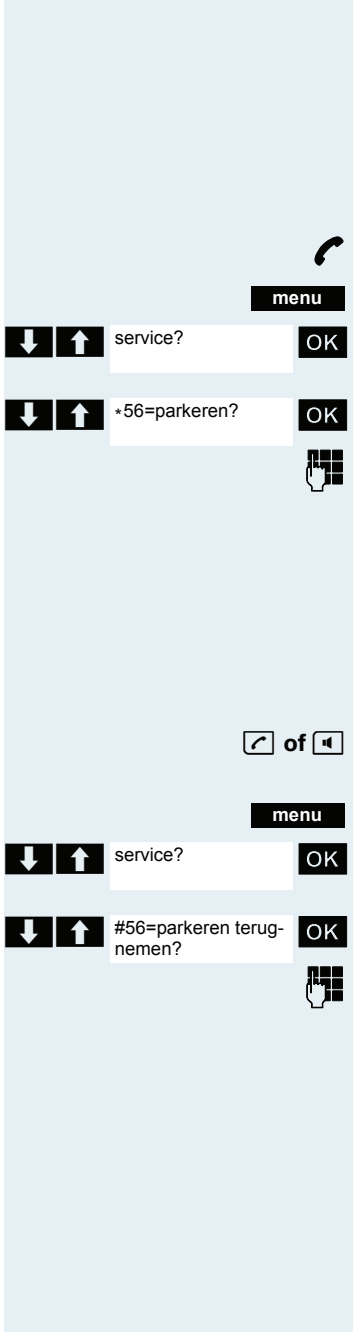 menu
service? OK
*56=parkeren? OK
of
menu
service? OK
#56=parkeren terug- OK
nemen?